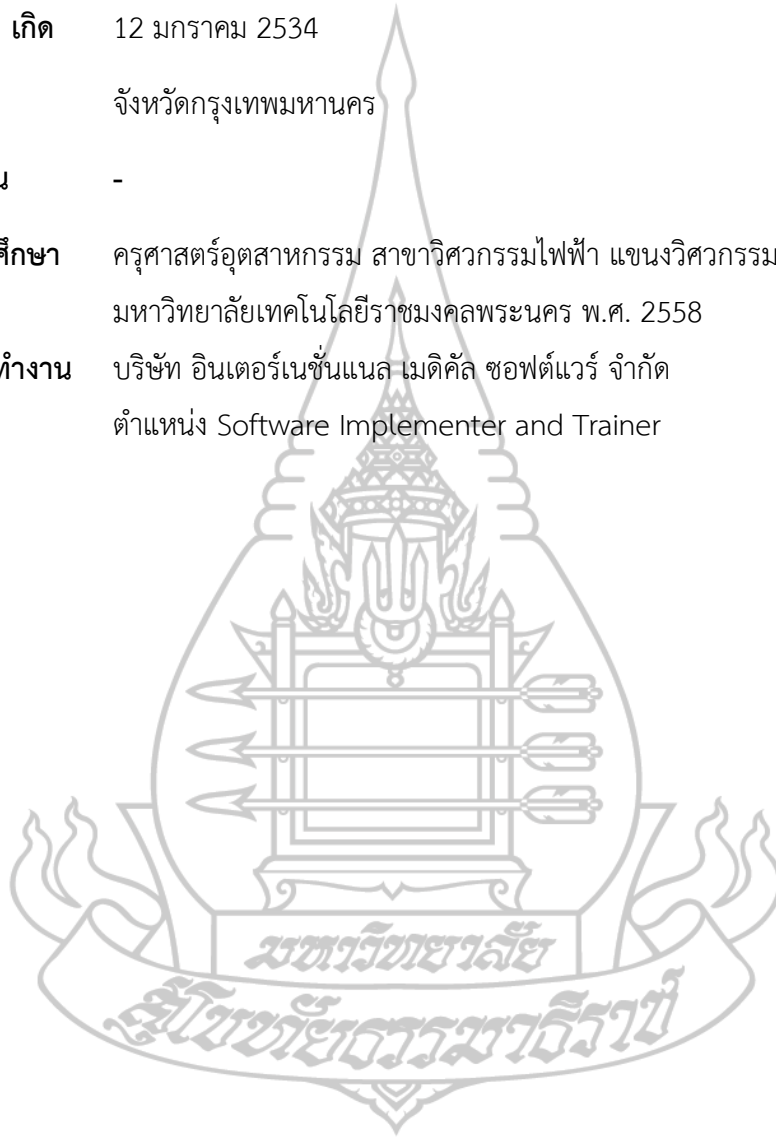 เกิด 12 มกราคม 2534
จังหวัดกรุงเทพมหานคร
-
ศึกษา ครุศาสตร์อุตสาหกรรม สาขาวิศวกรรมไฟฟ้า แขนงวิศวกรรม
มหาวิทยาลัยเทคโนโลยีราชมงคลพระนคร พ.ศ. 2558
ทำงาน บริษัท อินเตอร์เนชั่นแนล เมดิคัล ซอฟต์แวร์ จำกัด
ตำแหน่ง Software Implementer and Trainer
มหาวิทยาลัย
สุโขทัยธรรมาธิราช